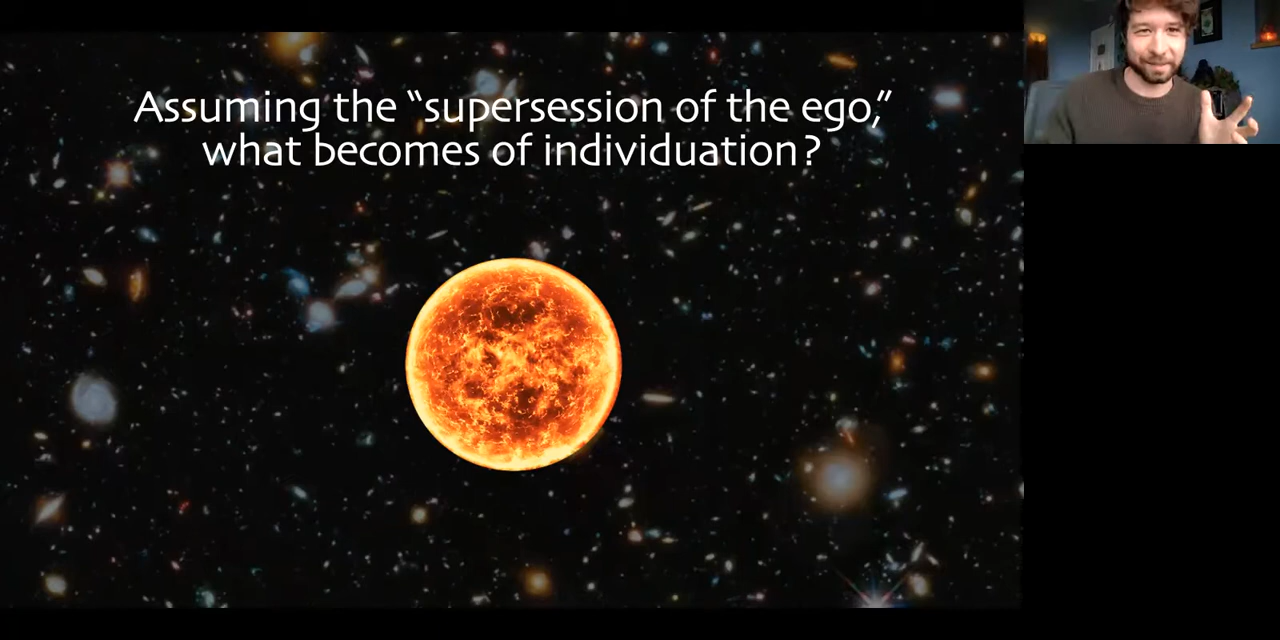 Assuming the “supersession of the ego,”
what becomes of individuation?